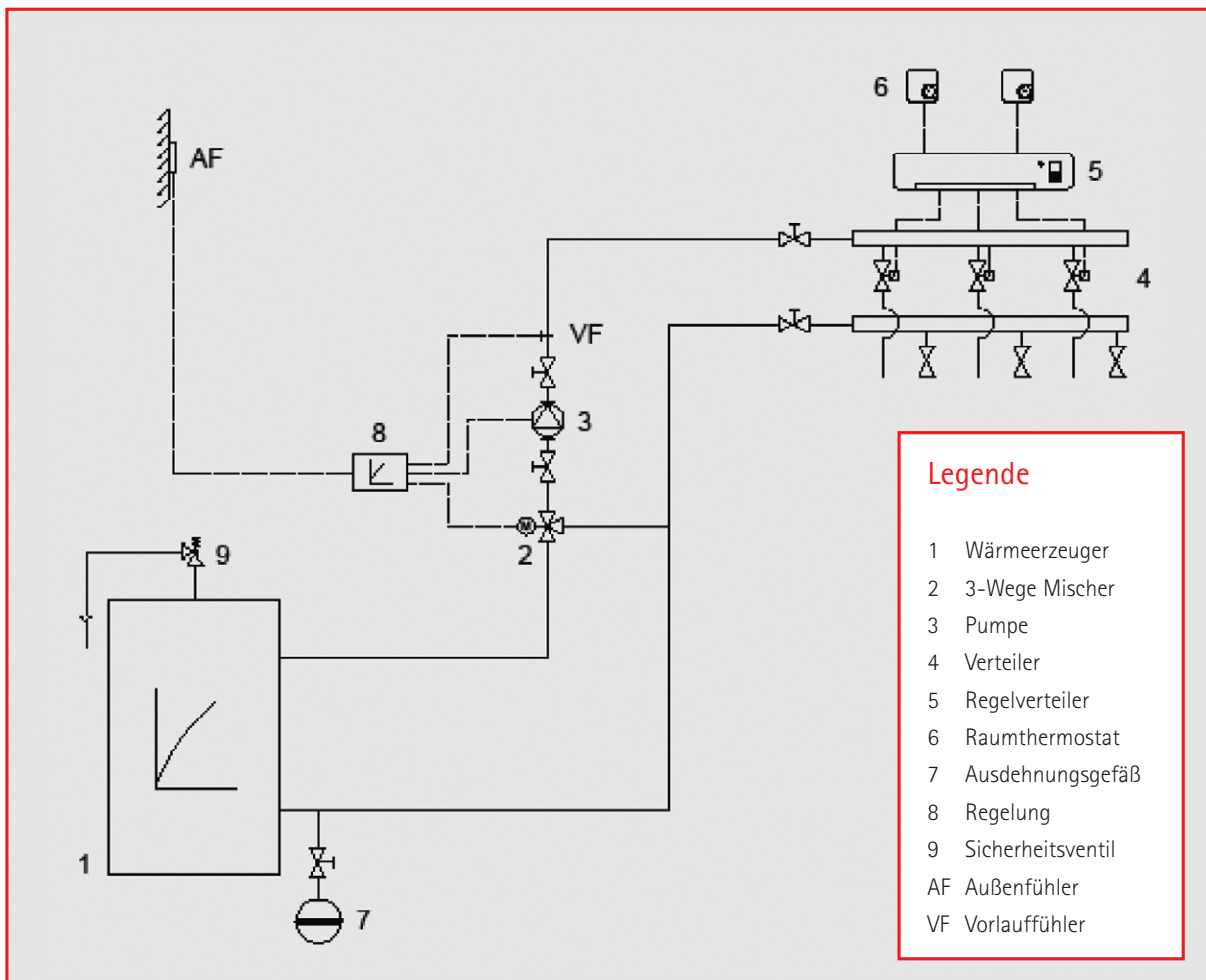 6
AF
5
4
VF
3
8
M
2
9
1
7
Legende
1 Wärmeerzeuger
2 3-Wege Mischer
3 Pumpe
4 Verteiler
5 Regelverteiler
6 Raumthermostat
7 Ausdehnungsgefäß
8 Regelung
9 Sicherheitsventil
AF Außenfühler
VF Vorlauffühler